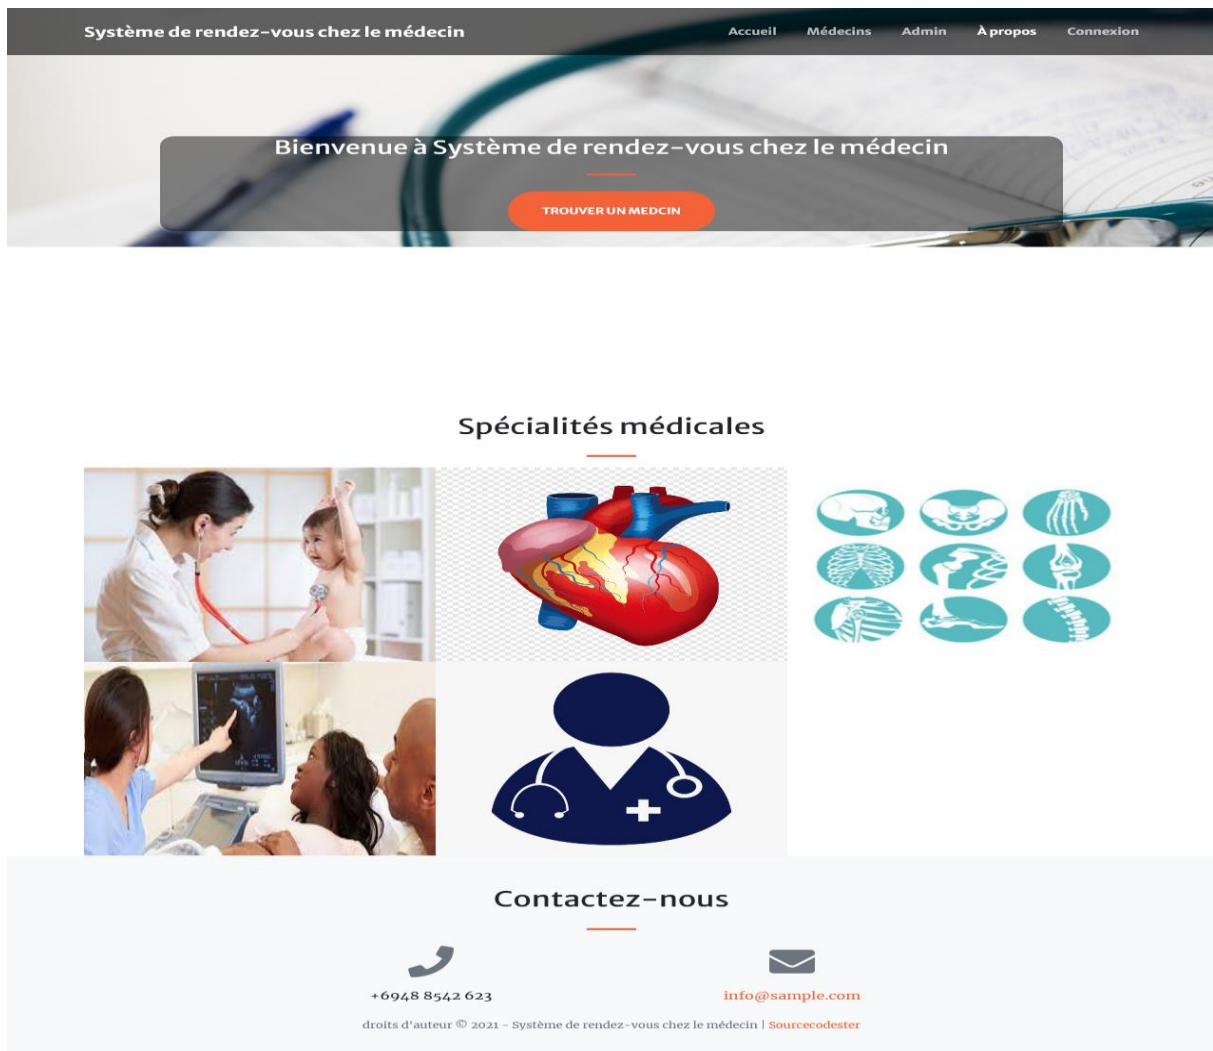 Système de rendez-vous chez le médecin
Accueil Médecins Admin À propos Connexion
Bienvenue à Système de rendez-vous chez le médecin
TROUVER UN MEDCIN
Spécialités médicales
Contactez-nous
+6948 8542 623
info@sample.com
droits d'auteur © 2021 - Système de rendez-vous chez le médecin | Sourcecodester